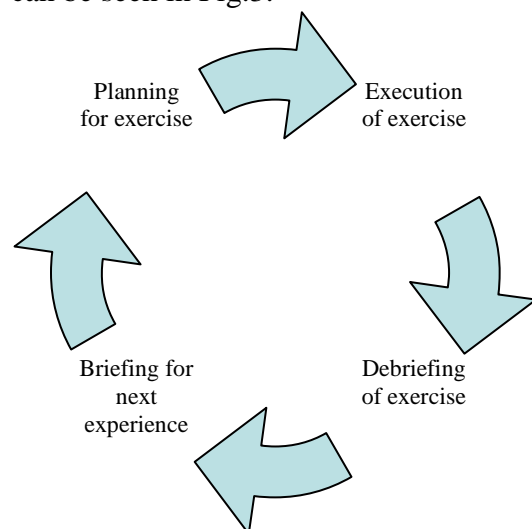 can be seen in Fig.3.
Planning
for exercise
Execution
of exercise
Debriefing
of exercise
Briefing for
next
experience